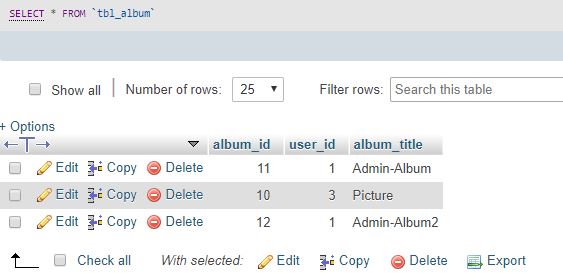 SELECT * FROM `tbl_album`
Show all Number of rows: 25 Filter rows: Search this table
+ Options
album_id user_id album_title
Edit Copy Delete 11 1 Admin-Album
Edit Copy Delete 10 3 Picture
Edit Copy Delete 12 1 Admin-Album2
Check all With selected: Edit Copy Delete Export